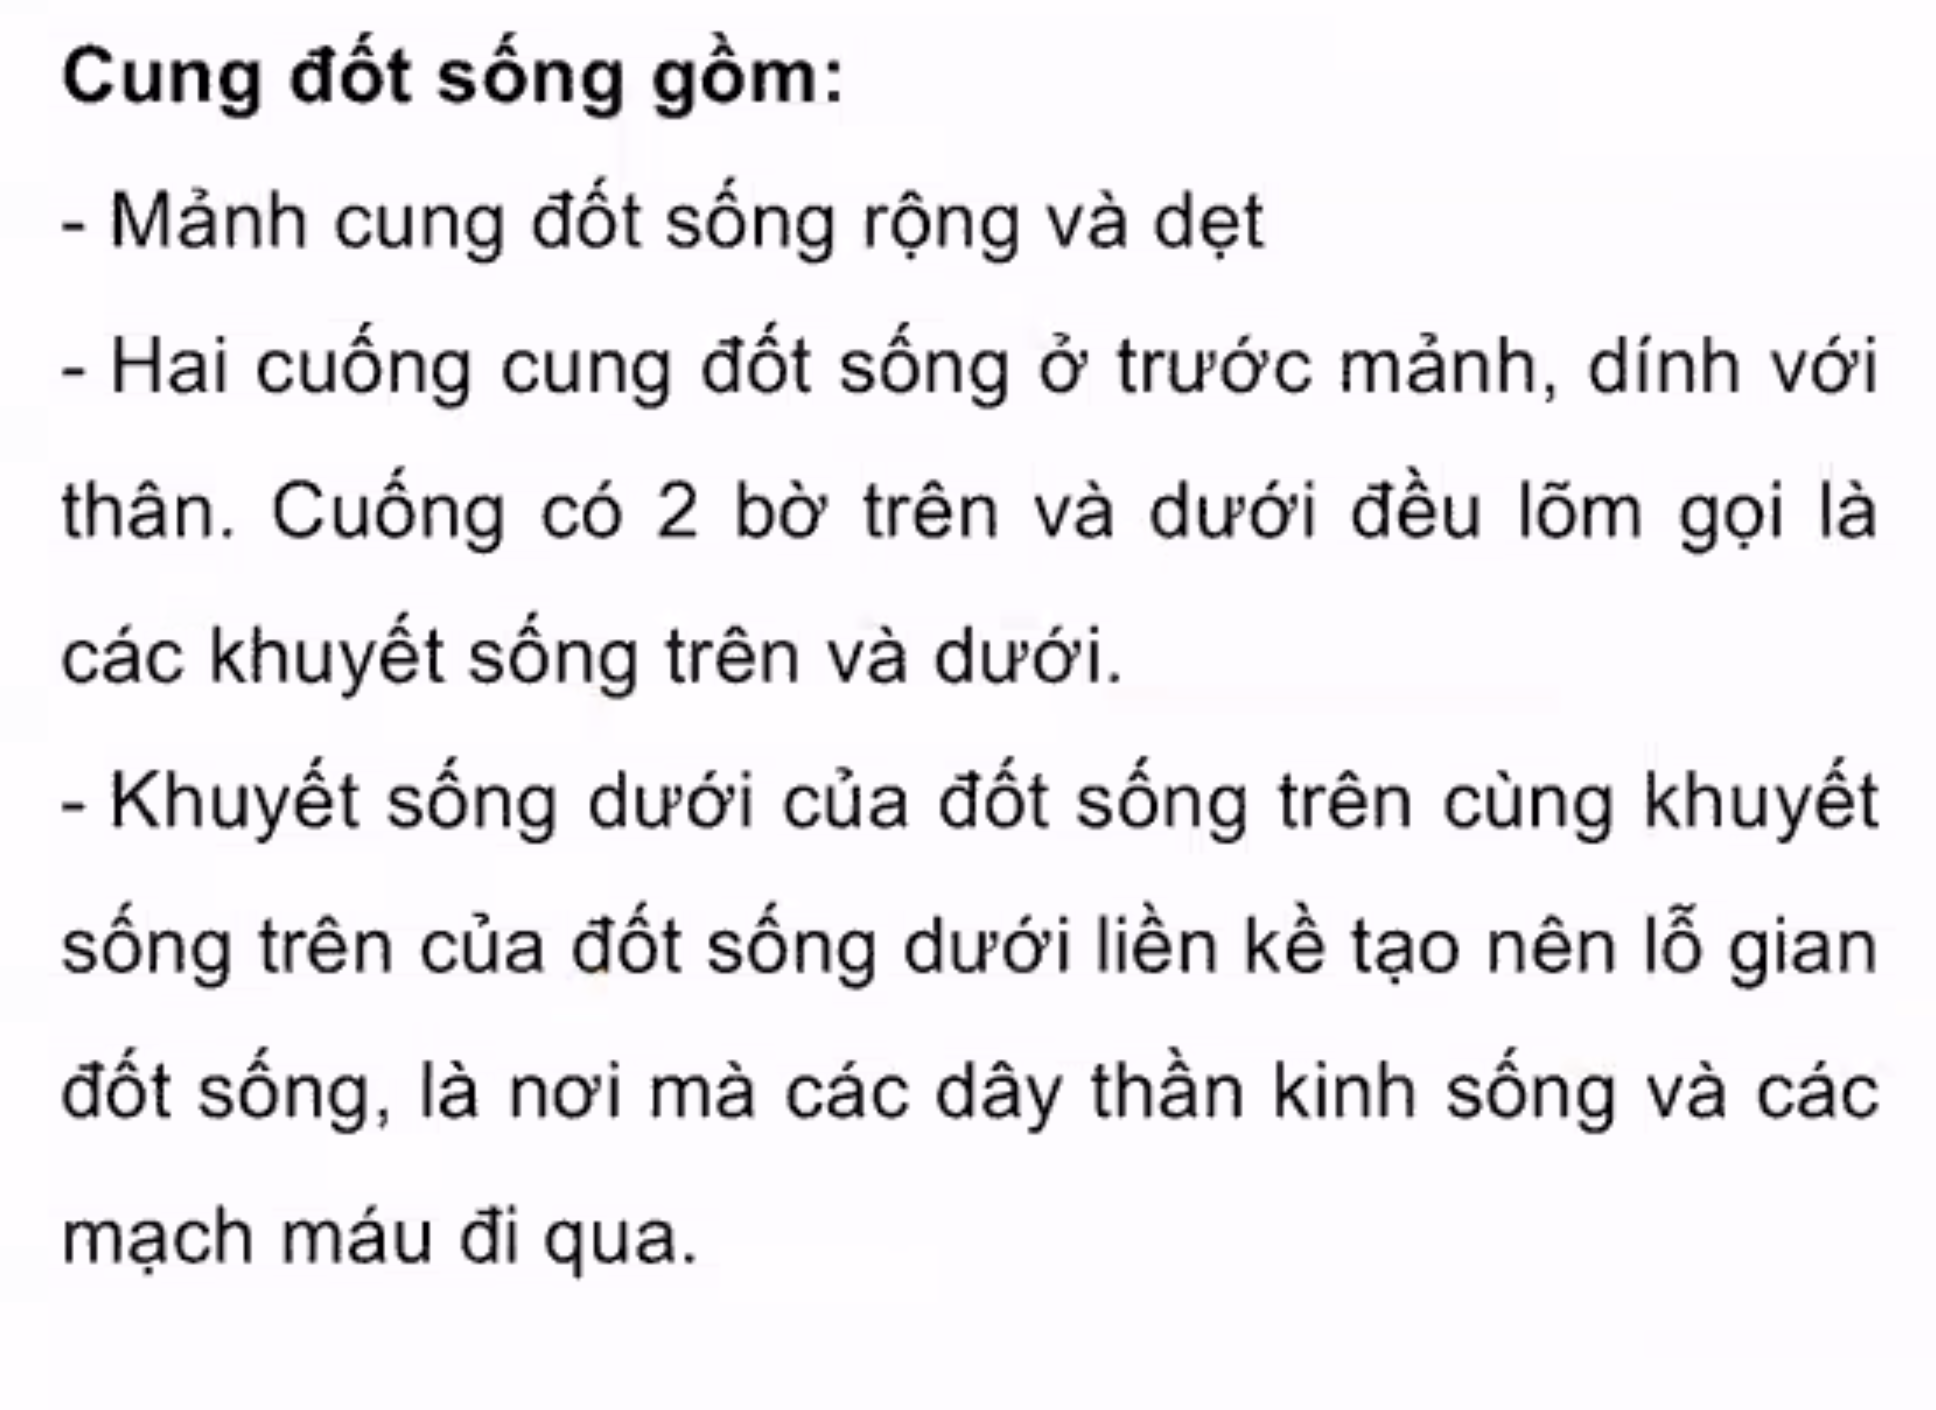 Cung đốt sống gồm:
- Mảnh cung đốt sống rộng và dẹt
- Hai cuống cung đốt sống ở trước mảnh, dính với
thân. Cuống có 2 bờ trên và dưới đều lõm gọi là
các khuyết sống trên và dưới.
- Khuyết sống dưới của đốt sống trên cùng khuyết
sống trên của đốt sống dưới liền kề tạo nên lỗ gian
đốt sống, là nơi mà các dây thần kinh sống và các
mạch máu đi qua.